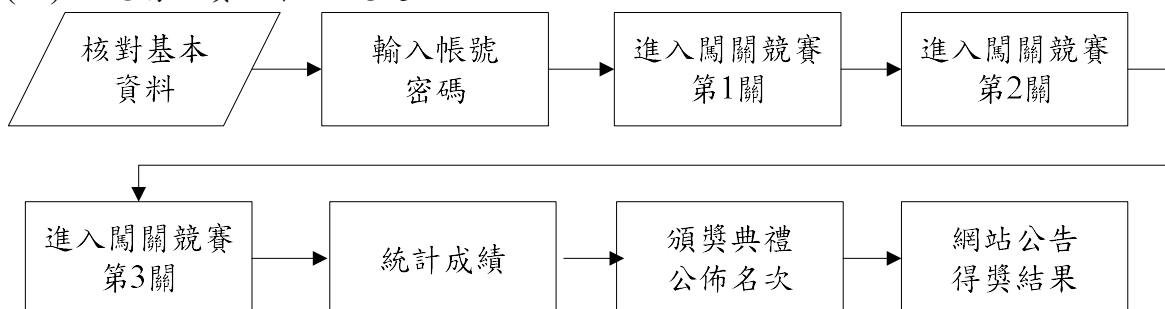 核對基本
資料
輸入帳號
密碼
進入闖關競賽
第1關
進入闖關競賽
第2關
進入闖關競賽
第3關
統計成績
頒獎典禮
公佈名次
網站公告
得獎結果